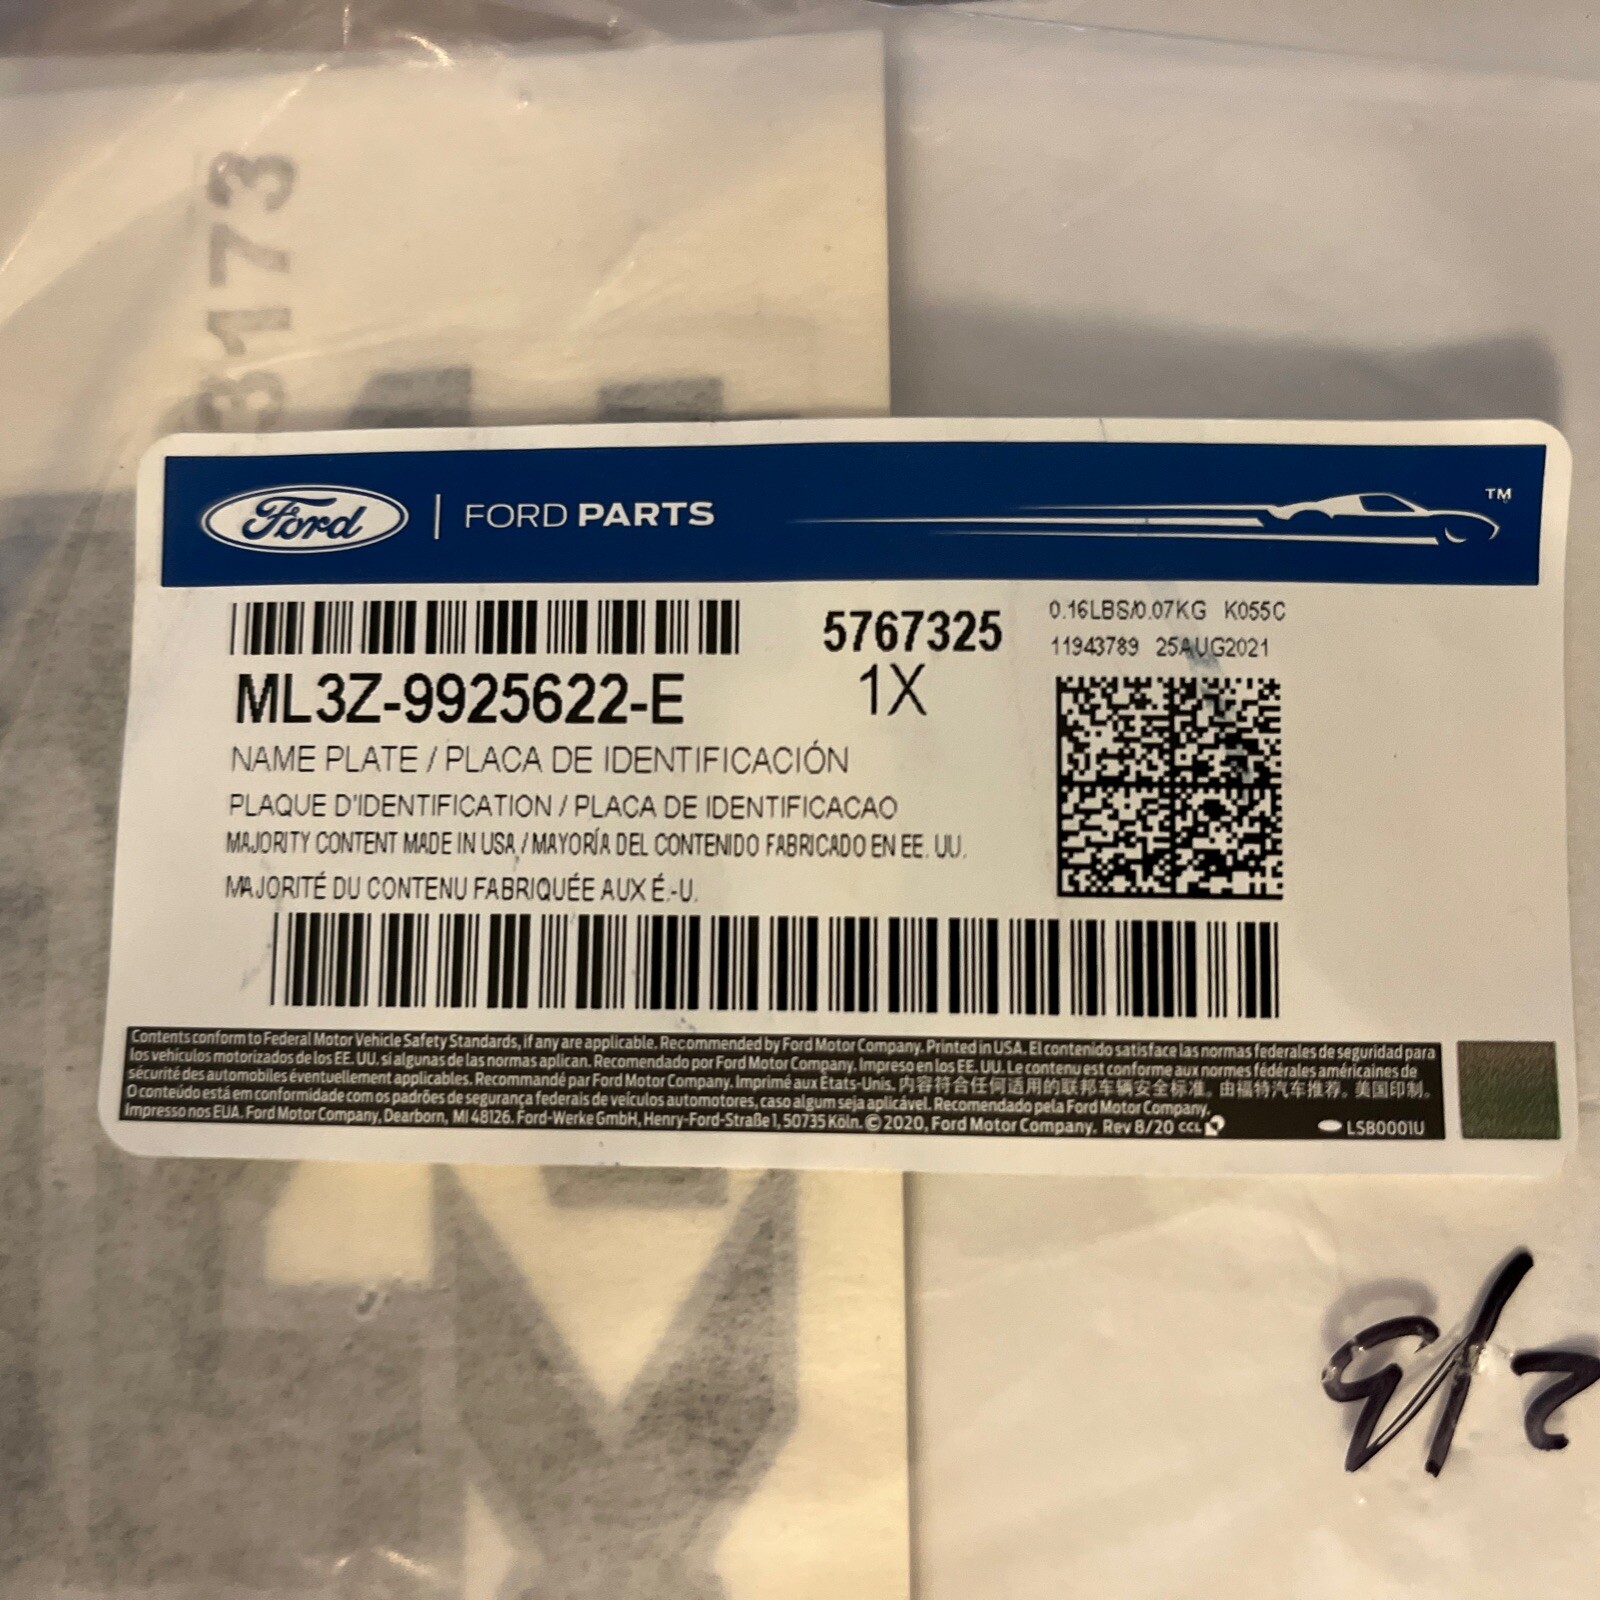 3173
Ford | FORD PARTS
TM
5767325
1X
0.16LBS/0.07KG K055C
11943789 25AUG2021
ML3Z-9925622-E
NAME PLATE / PLACA DE IDENTIFICACIÓN
PLAQUE D'IDENTIFICATION / PLACA DE IDENTIFICACAO
MAJORITY CONTENT MADE IN USA / MAYORÍA DEL CONTENIDO FABRICADO EN EE. UU.
MAJORITÉ DU CONTENU FABRIQUÉE AUX É.-U.
Contents conform to Federal Motor Vehicle Safety Standards, if any are applicable. Recommended by Ford Motor Company. Printed in USA. El contenido satisface las normas federales de seguridad para
los vehículos motorizados de los EE. UU. si algunas de las normas aplican. Recomendado por Ford Motor Company. Impreso en los EE. UU. Le contenu est conforme aux normes fédérales américaines de
sécurité des automobiles éventuellement applicables. Recommandé par Ford Motor Company. Imprimé aux États-Unis. 内容符合任何适用的联邦车辆安全标准。由福特汽车推荐。美国印制。
O conteúdo está em conformidade com os padrões de segurança federais de veículos automotores, caso algum seja aplicável. Recomendado pela Ford Motor Company.
Impresso nos EUA. Ford Motor Company, Dearborn, MI 48126. Ford-Werke GmbH, Henry-Ford-Straße 1, 50735 Köln. © 2020, Ford Motor Company. Rev 8/20 CCL
LSB0001U